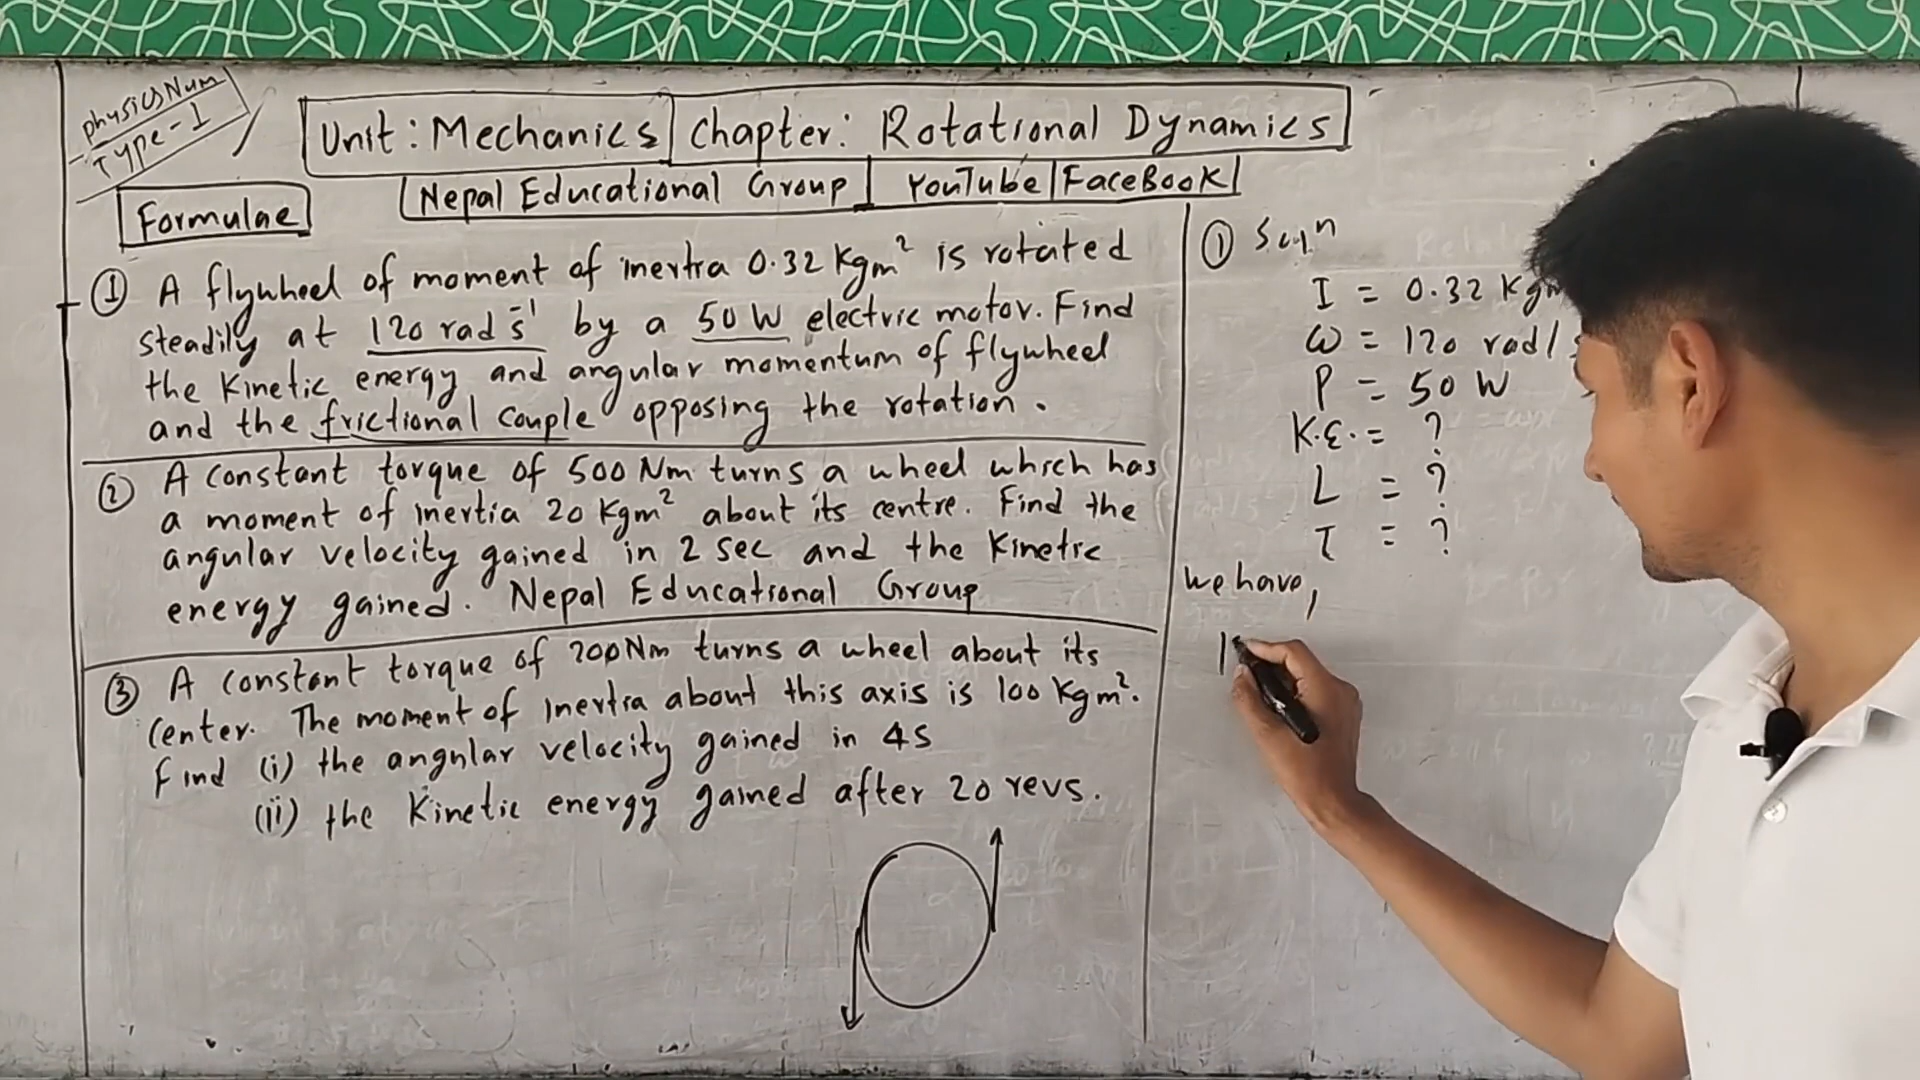 physics Num
Type-I
Unit: Mechanics Chapter: Rotational Dynamics
Nepal Educational Group YouTube FaceBook
Formulae
① A flywheel of moment of inertia 0.32 Kgm² is rotated
steadily at 120 rad s⁻¹ by a 50 W electric motor. Find
the Kinetic energy and angular momentum of flywheel
and the frictional couple opposing the rotation.
② A constant torque of 500 Nm turns a wheel which has
a moment of inertia 20 Kgm² about its centre. Find the
angular velocity gained in 2 sec and the Kinetic
energy gained. Nepal Educational Group
③ A constant torque of 200Nm turns a wheel about its
center. The moment of inertia about this axis is 100 Kgm².
Find (i) the angular velocity gained in 4s
(ii) the Kinetic energy gained after 20 revs.
① Solⁿ
I = 0.32 Kgm
ω = 120 rad/s
P = 50 W
K.E. = ?
L = ?
τ = ?
we have,